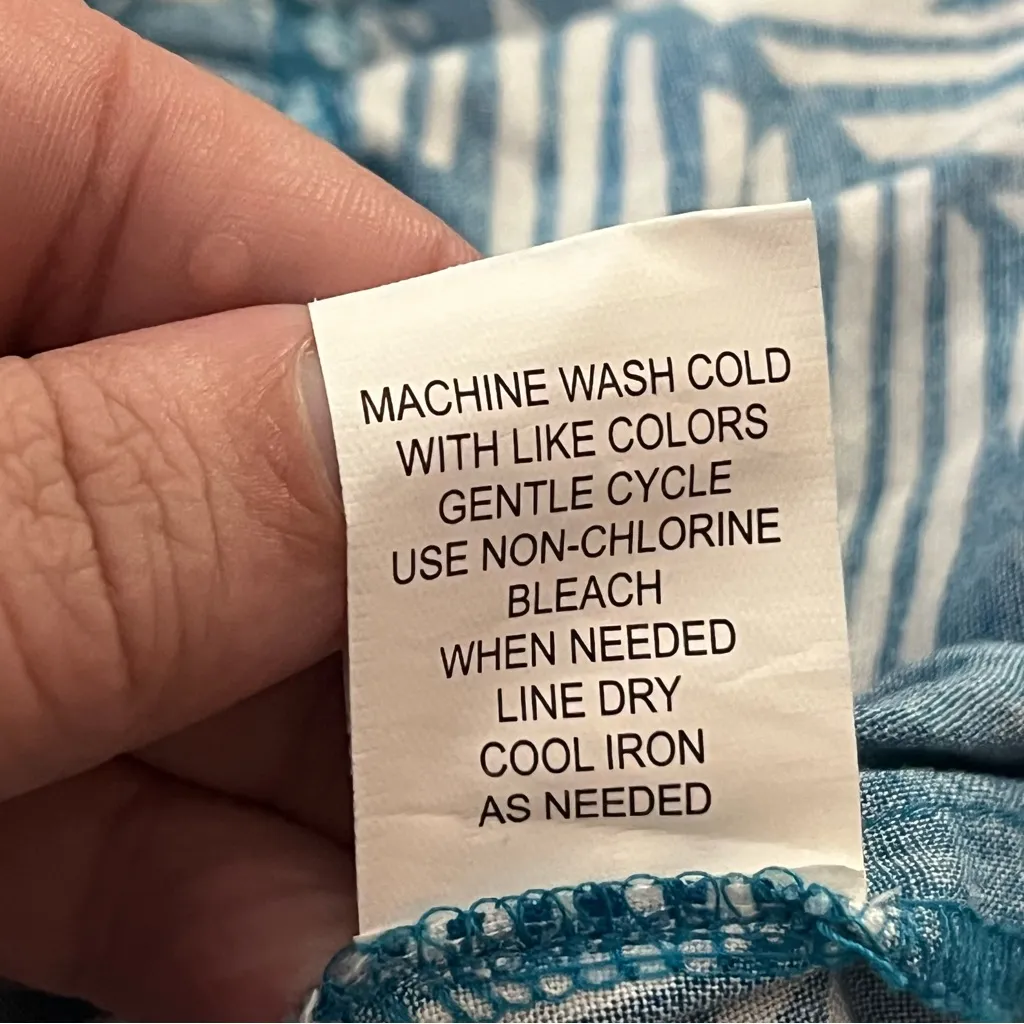 MACHINE WASH COLD
WITH LIKE COLORS
GENTLE CYCLE
USE NON-CHLORINE
BLEACH
WHEN NEEDED
LINE DRY
COOL IRON
AS NEEDED